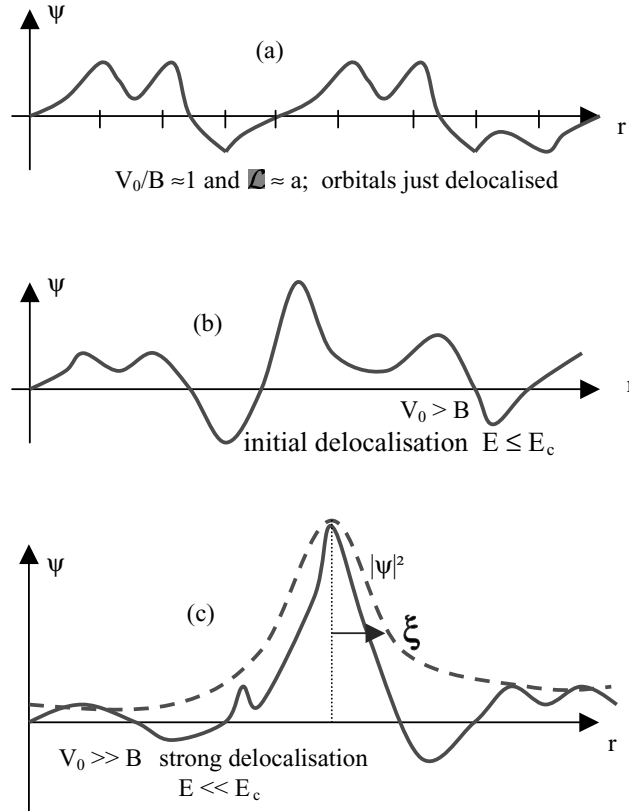 ψ
(a)
r
V₀/B ≈1 and ℒ ≈ a; orbitals just delocalised
ψ
(b)
r
V₀ > B
initial delocalisation E ≤ E꜀
ψ
|ψ|²
(c)
ξ
V₀ >> B strong delocalisation
r
E << E꜀